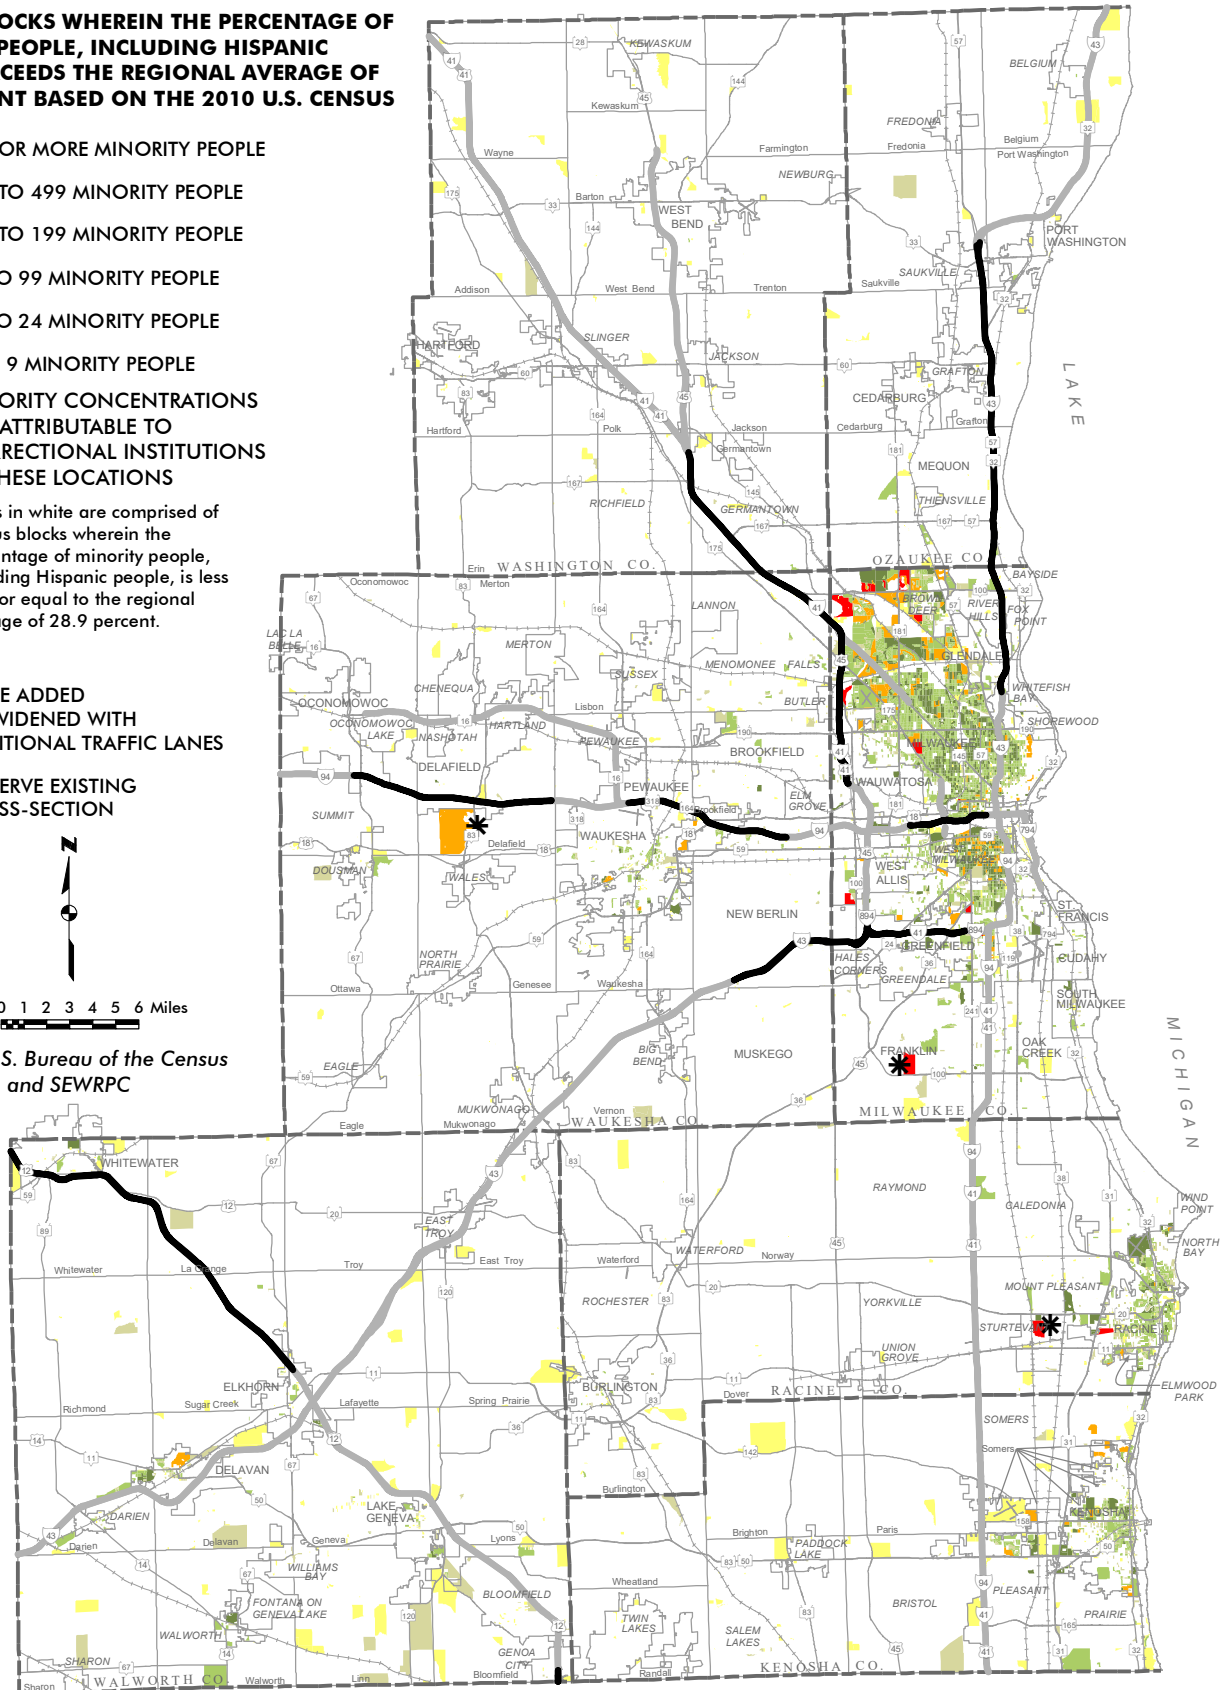 OCKS WHEREIN THE PERCENTAGE OF
PEOPLE, INCLUDING HISPANIC
CEEDS THE REGIONAL AVERAGE OF
NT BASED ON THE 2010 U.S. CENSUS
OR MORE MINORITY PEOPLE
TO 499 MINORITY PEOPLE
TO 199 MINORITY PEOPLE
O 99 MINORITY PEOPLE
O 24 MINORITY PEOPLE
9 MINORITY PEOPLE
ORITY CONCENTRATIONS
ATTRIBUTABLE TO
RRECTIONAL INSTITUTIONS
HESE LOCATIONS
s in white are comprised of
us blocks wherein the
entage of minority people,
ding Hispanic people, is less
or equal to the regional
age of 28.9 percent.
E ADDED
WIDENED WITH
ITIONAL TRAFFIC LANES
ERVE EXISTING
SS-SECTION
N
0 1 2 3 4 5 6 Miles
S. Bureau of the Census
and SEWRPC
LAKE
MICHIGAN
KEWASKUM
Kewaskum
Wayne
Barton
WEST
BEND
Farmington
NEWBURG
Addison
West Bend
Trenton
HARTFORD
SLINGER
JACKSON
Hartford
Polk
Jackson
Germantown
RICHFIELD
GERMANTOWN
Erin
WASHINGTON CO.
BELGIUM
FREDONIA
Fredonia
Belgium
Port Washington
PORT
WASHINGTON
SAUKVILLE
Saukville
GRAFTON
CEDARBURG
Cedarburg
Grafton
MEQUON
THIENSVILLE
OZAUKEE CO.
BAYSIDE
BROWN
DEER
RIVER
HILLS
FOX
POINT
GLENDALE
WHITEFISH
BAY
SHOREWOOD
MILWAUKEE
WAUWATOSA
WEST
MILWAUKEE
WEST
ALLIS
ST.
FRANCIS
GREENFIELD
CUDAHY
HALES
CORNERS
GREENDALE
SOUTH
MILWAUKEE
FRANKLIN
OAK
CREEK
MILWAUKEE CO.
Oconomowoc
Merton
LANNON
LAC LA
BELLE
MERTON
MENOMONEE FALLS
SUSSEX
CHENEQUA
OCONOMOWOC
Lisbon
BUTLER
OCONOMOWOC
LAKE
NASHOTAH
HARTLAND
PEWAUKEE
BROOKFIELD
DELAFIELD
PEWAUKEE
ELM
GROVE
Brookfield
SUMMIT
WAUKESHA
Delafield
DOUSMAN
WALES
NEW BERLIN
NORTH
PRAIRIE
Ottawa
Genesee
Waukesha
BIG
BEND
MUSKEGO
EAGLE
MUKWONAGO
Vernon
Eagle
Mukwonago
WAUKESHA CO.
WHITEWATER
EAST
TROY
Whitewater
La Grange
Troy
East Troy
ELKHORN
Richmond
Sugar Creek
Lafayette
Spring Prairie
DELAVAN
DARIEN
LAKE
GENEVA
Darien
Delavan
Geneva
Lyons
WILLIAMS
BAY
BLOOMFIELD
FONTANA ON
GENEVA LAKE
WALWORTH
SHARON
GENOA
CITY
Sharon
WALWORTH CO.
Walworth
Linn
Bloomfield
RAYMOND
CALEDONIA
WIND
POINT
NORTH
BAY
WATERFORD
Waterford
Norway
ROCHESTER
YORKVILLE
MOUNT PLEASANT
STURTEVA
RACINE
UNION
GROVE
BURLINGTON
Dover
RACINE CO.
ELMWOOD
PARK
Burlington
SOMERS
Somers
KENOSHA
Brighton
Paris
PADDOCK
LAKE
Wheatland
PLEASANT
PRAIRIE
BRISTOL
TWIN
LAKES
SALEM
LAKES
Randall
KENOSHA CO.